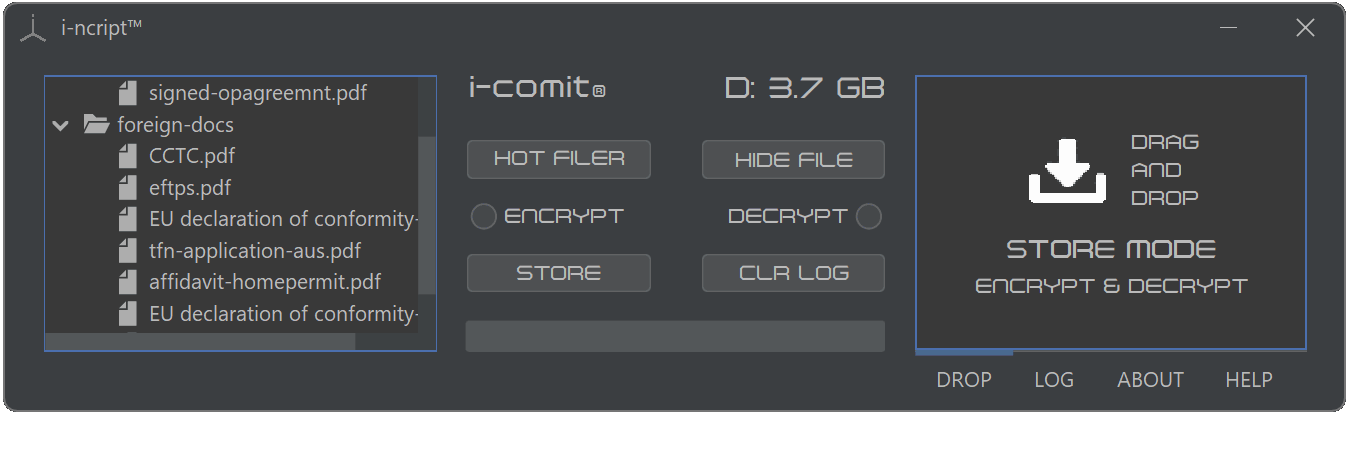 i-ncript™
signed-opagreemnt.pdf
foreign-docs
CCTC.pdf
eftps.pdf
EU declaration of conformity-
tfn-application-aus.pdf
affidavit-homepermit.pdf
EU declaration of conformity-
i-comit®
D: 3.7 GB
HOT FILER
HIDE FILE
ENCRYPT
DECRYPT
STORE
CLR LOG
DRAG
AND
DROP
STORE MODE
ENCRYPT & DECRYPT
DROP
LOG
ABOUT
HELP